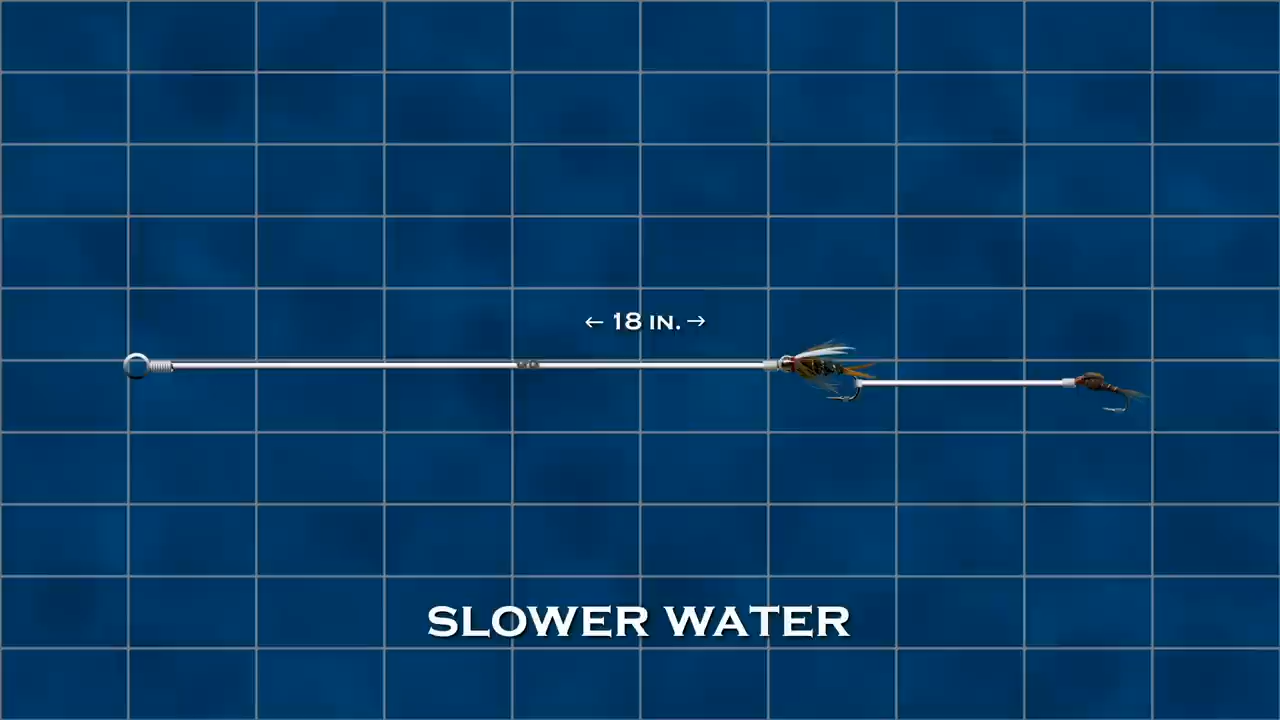 ← 18 IN. →
SLOWER WATER